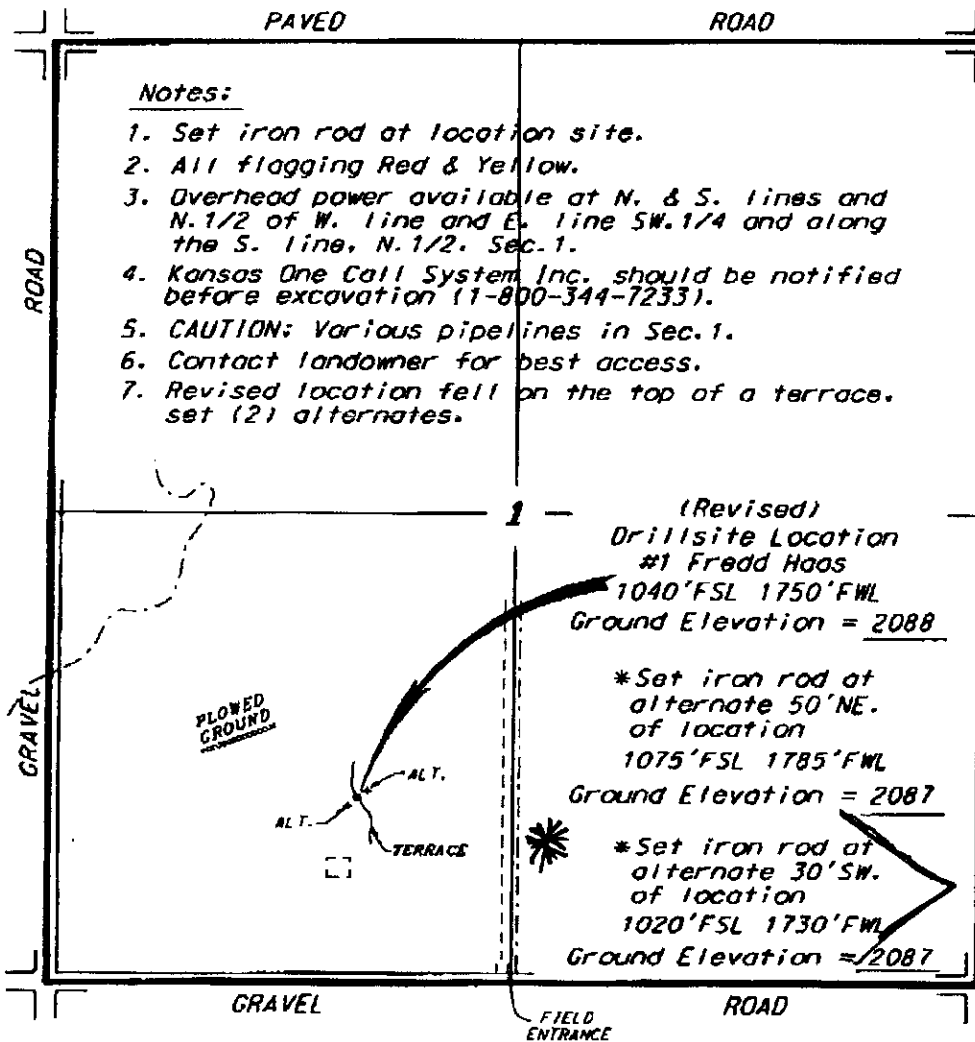 PAVED ROAD
Notes:
1. Set iron rod at location site.
2. All flagging Red & Yellow.
3. Overhead power available at N. & S. lines and
N.1/2 of W. line and E. line SW.1/4 and along
the S. line, N.1/2, Sec.1.
4. Kansas One Call System Inc. should be notified
before excavation (1-800-344-7233).
5. CAUTION: Various pipelines in Sec.1.
6. Contact landowner for best access.
7. Revised location fell on the top of a terrace.
set (2) alternates.
ROAD
GRAVEL
1
(Revised)
Drillsite Location
#1 Fredd Haas
1040'FSL 1750'FWL
Ground Elevation = 2088
*Set iron rod at
alternate 50'NE.
of location
1075'FSL 1785'FWL
Ground Elevation = 2087
*Set iron rod at
alternate 30'SW.
of location
1020'FSL 1730'FWL
Ground Elevation = 2087
PLOWED
GROUND
ALT.
ALT.
TERRACE
GRAVEL ROAD
FIELD
ENTRANCE